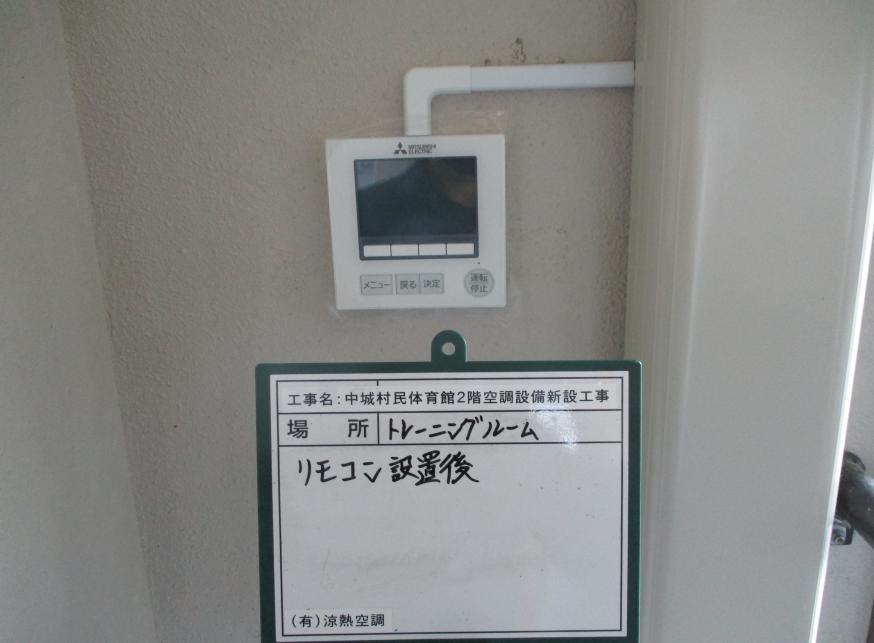 MITSUBISHI
ELECTRIC
メニュー 戻る 決定 運転
停止
工事名:中城村民体育館2階空調設備新設工事
場 所 トレーニングルーム
リモコン設置後
(有)涼熱空調